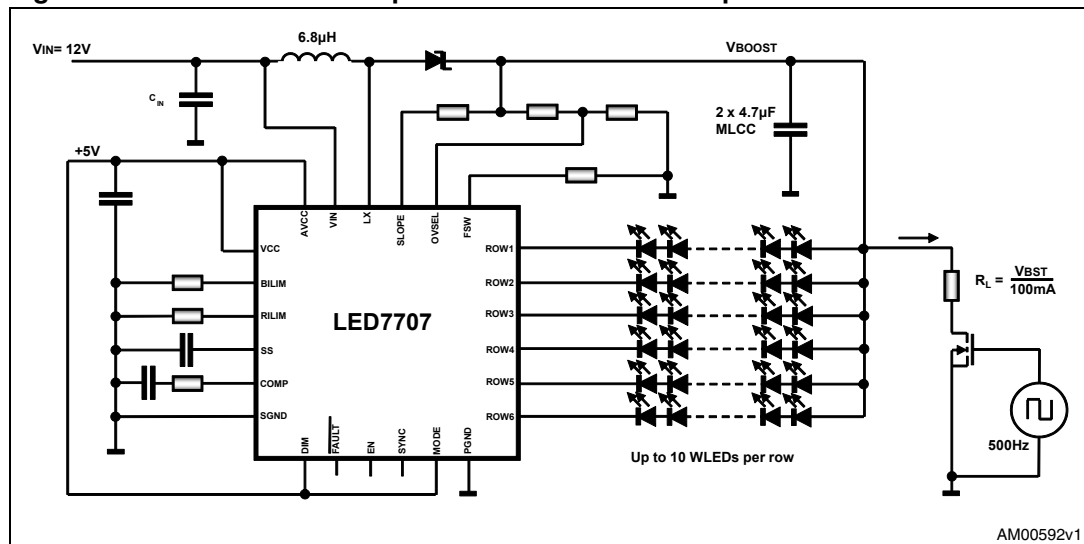 VIN= 12V
6.8µH
VBOOST
CIN
2 x 4.7µF
MLCC
+5V
AVCC
VIN
LX
SLOPE
OVSEL
FSW
VCC
BILIM
RILIM
SS
COMP
SGND
LED7707
ROW1
ROW2
ROW3
ROW4
ROW5
ROW6
DIM
FAULT
EN
SYNC
MODE
PGND
Up to 10 WLEDs per row
RL = VBST
100mA
500Hz
AM00592v1